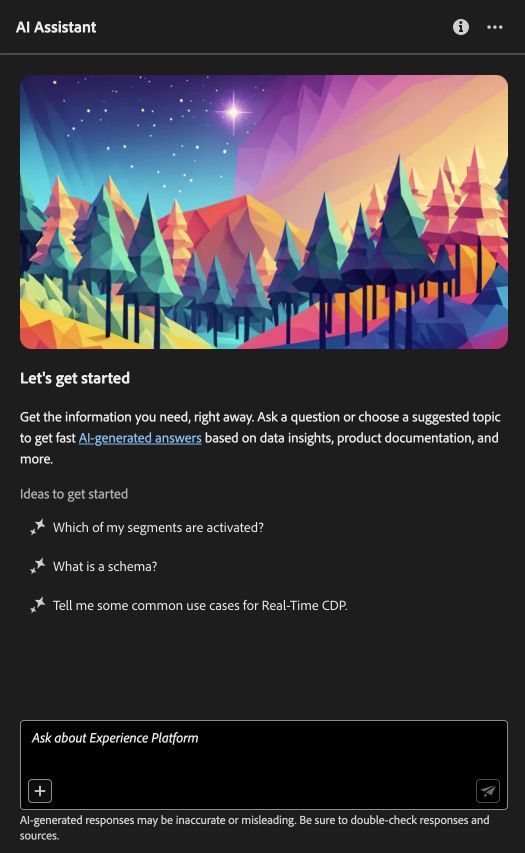 AI Assistant
Let's get started
Get the information you need, right away. Ask a question or choose a suggested topic
to get fast AI-generated answers based on data insights, product documentation, and
more.
Ideas to get started
Which of my segments are activated?
What is a schema?
Tell me some common use cases for Real-Time CDP.
Ask about Experience Platform
AI-generated responses may be inaccurate or misleading. Be sure to double-check responses and
sources.